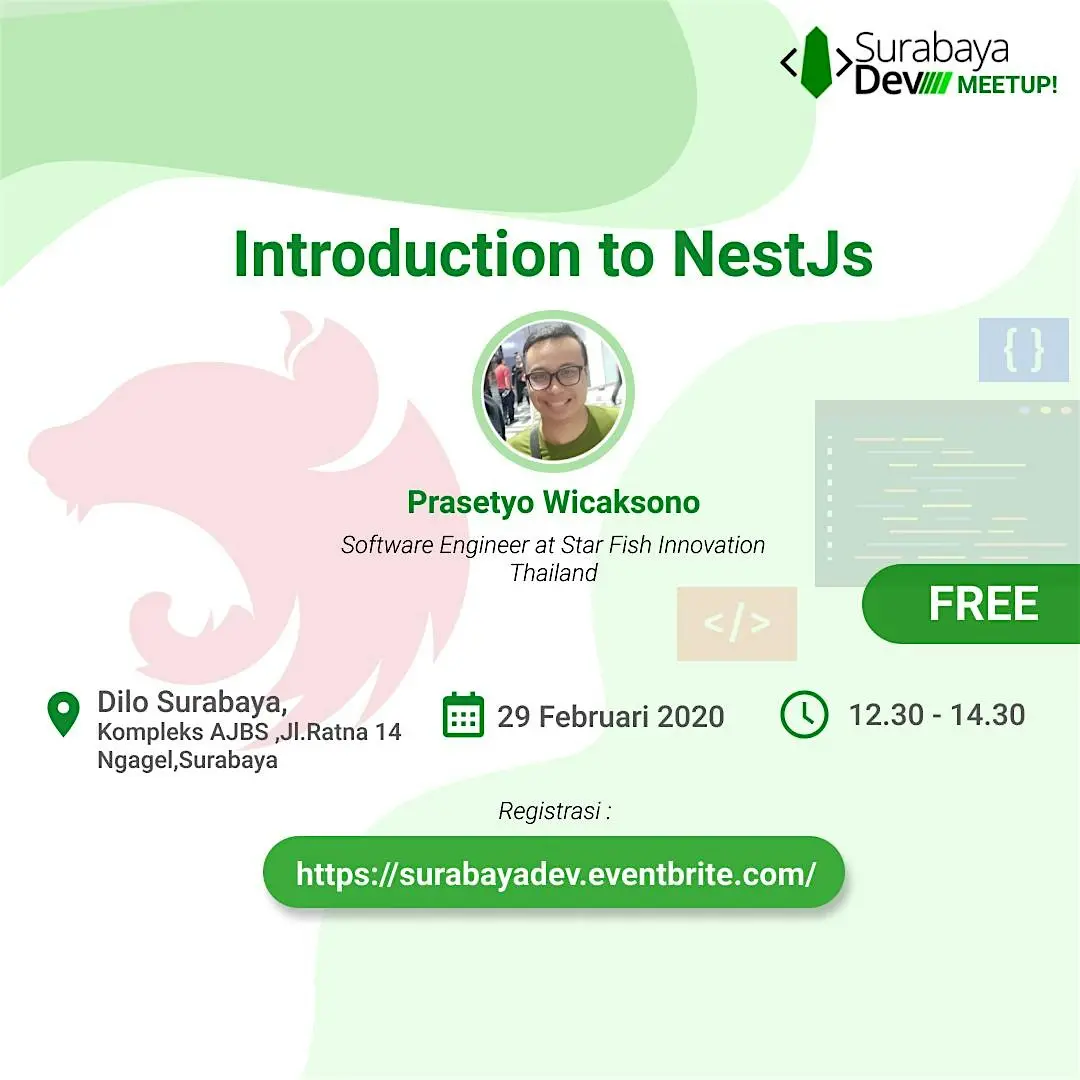 Surabaya
Dev MEETUP!
Introduction to NestJs
Prasetyo Wicaksono
Software Engineer at Star Fish Innovation
Thailand
{ }
</>
FREE
Dilo Surabaya,
Kompleks AJBS ,Jl.Ratna 14
Ngagel,Surabaya
29 Februari 2020
12.30 - 14.30
Registrasi :
https://surabayadev.eventbrite.com/